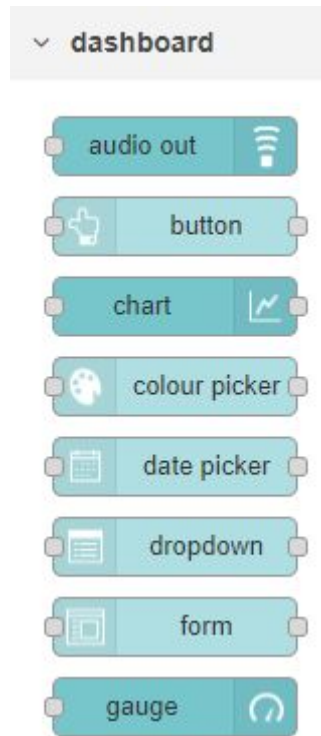 dashboard
audio out
button
chart
colour picker
date picker
dropdown
form
gauge